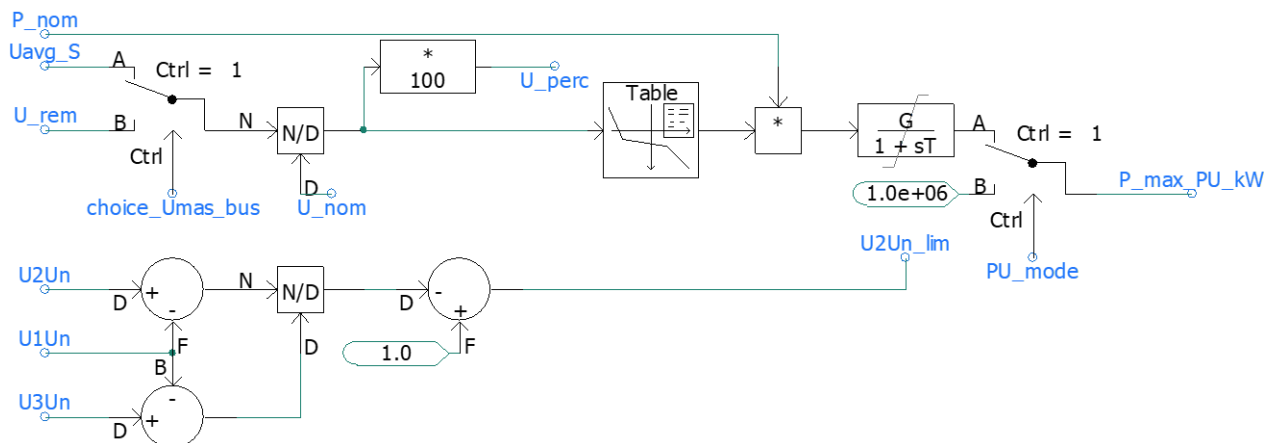 P_nom
Uavg_S
A
Ctrl = 1
*
100
U_perc
Table
U_rem
B
Ctrl
N
N/D
D
choice_Umas_bus
U_nom
*
G
1 + sT
A
Ctrl = 1
B
1.0e+06
Ctrl
P_max_PU_kW
PU_mode
U2Un_lim
U2Un
D
+
-
F
N
N/D
D
D
-
+
F
1.0
U1Un
B
U3Un
D
+
-